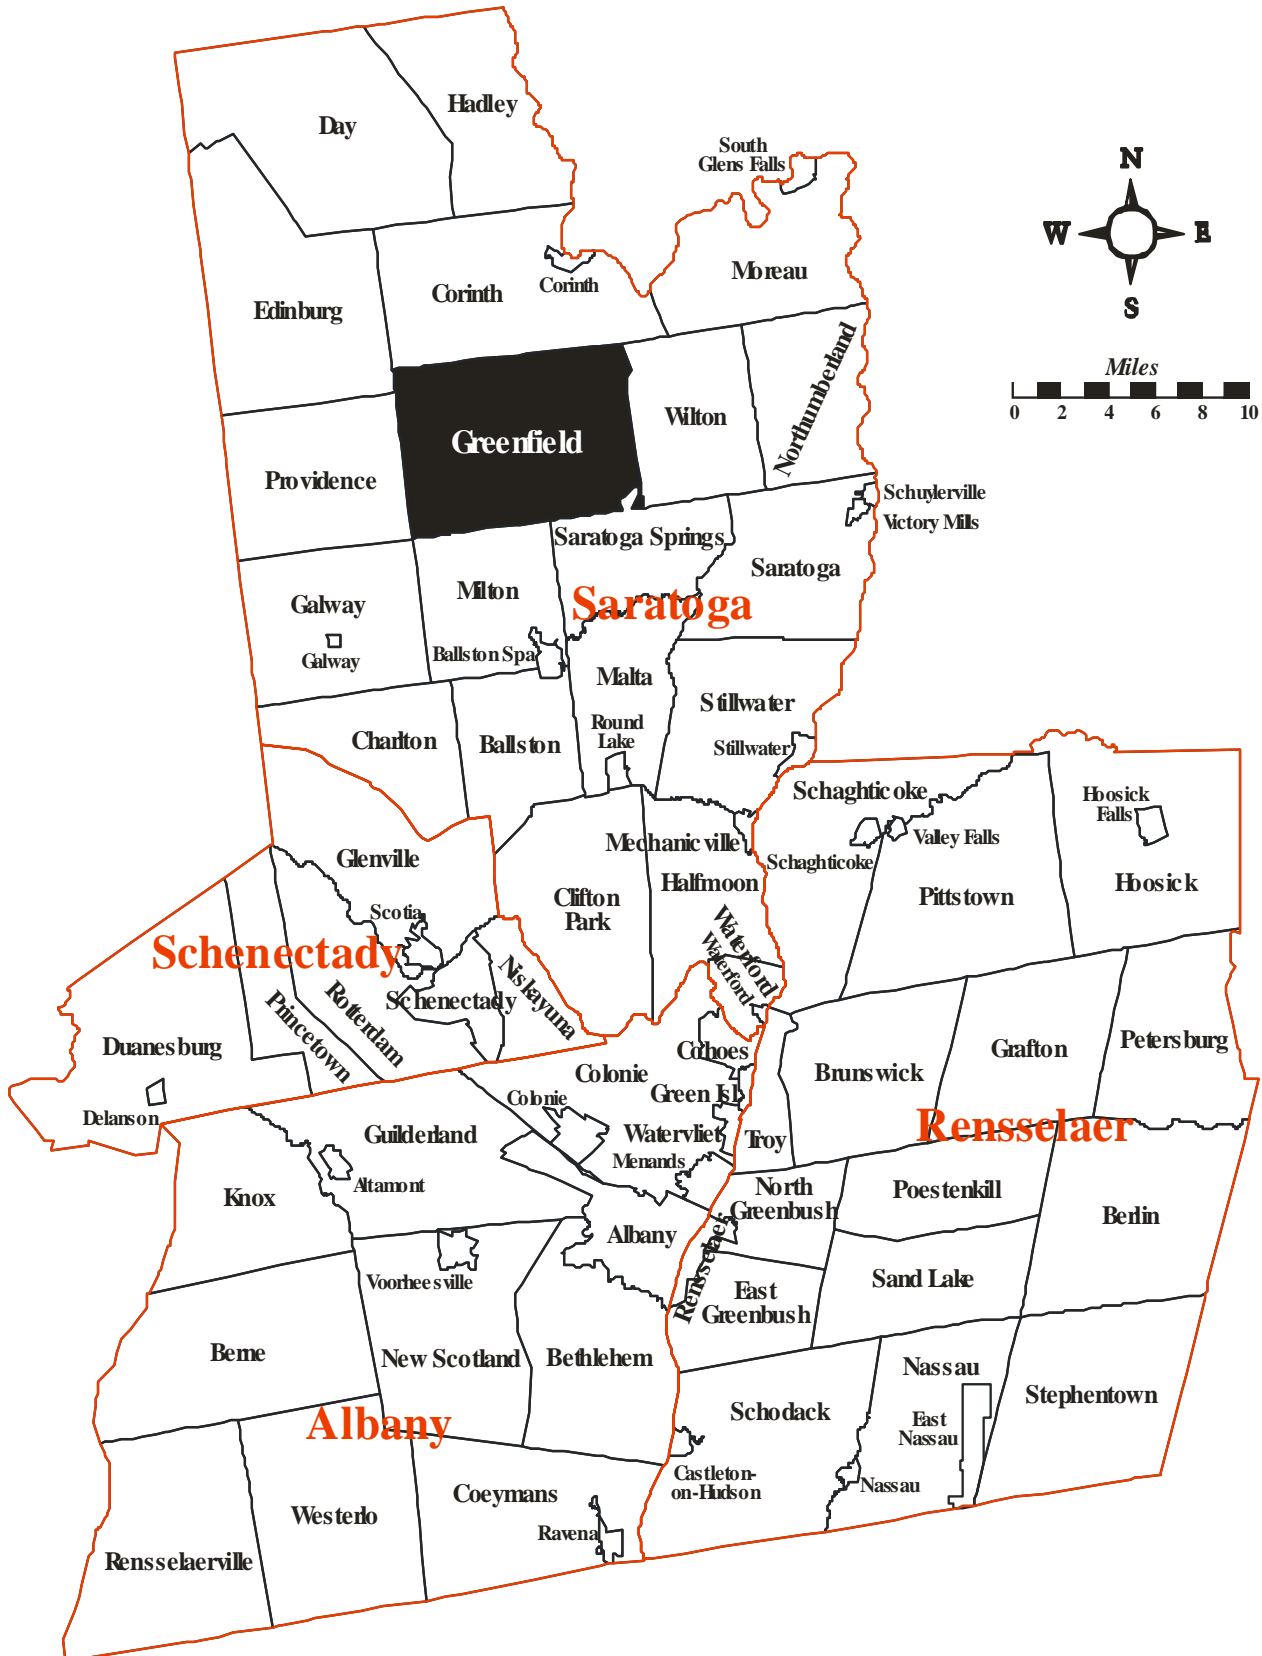 Hadley
Day
South
Glens Falls
N
W
E
S
Moreau
Corinth
Corinth
Edinburg
Miles
0 2 4 6 8 10
Northumberland
Wilton
Greenfield
Providence
Schuylerville
Victory Mills
Saratoga Springs
Saratoga
Milton
Galway
Saratoga
Ballston Spa
Galway
Malta
Stillwater
Round
Lake
Charlton
Ballston
Stillwater
Schaghticoke
Hoosick
Falls
Mechanicville
Valley Falls
Glenville
Schaghticoke
Halfmoon
Hoosick
Clifton
Park
Pittstown
Scotia
Waterford
Waterford
Schenectady
Niskayuna
Schenectady
Rotterdam
Princetown
Duanesburg
Cohoes
Grafton
Petersburg
Colonie
Brunswick
Green Isl.
Colonie
Delanson
Rensselaer
Guilderland
Watervliet
Troy
Menands
Altamont
North
Greenbush
Poestenkill
Knox
Berlin
Albany
Rensselaer
Voorheesville
Sand Lake
East
Greenbush
Berne
New Scotland
Bethlehem
Nassau
Stephentown
Albany
Schodack
East
Nassau
Castleton-
on-Hudson
Nassau
Coeymans
Westerlo
Ravena
Rensselaerville